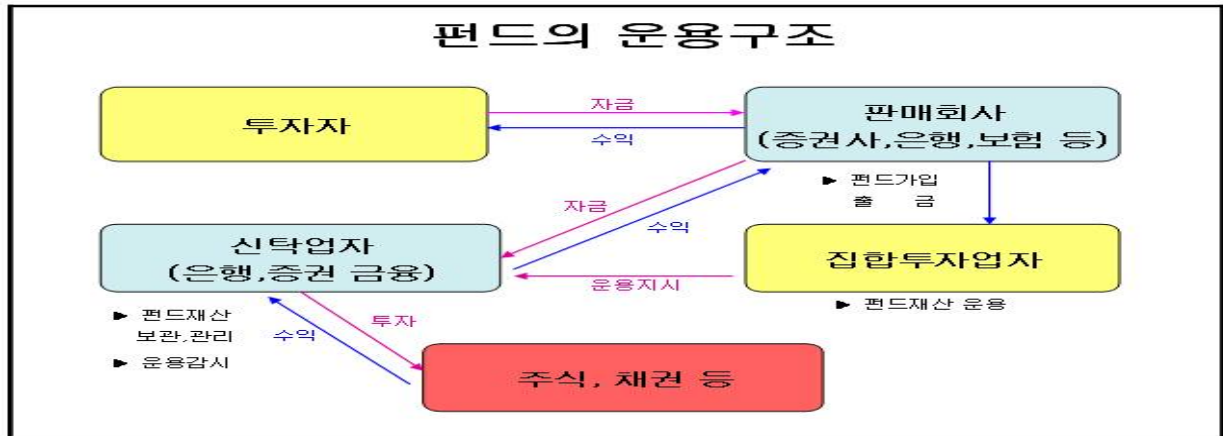 펀드의 운용구조
투자자
자금
수익
판매회사
(증권사,은행,보험 등)
▶ 펀드가입
출 금
자금
수익
신탁업자
(은행,증권 금융)
운용지시
집합투자업자
▶ 펀드재산 운용
▶ 펀드재산
보관,관리
▶ 운용감시
수익
투자
주식, 채권 등